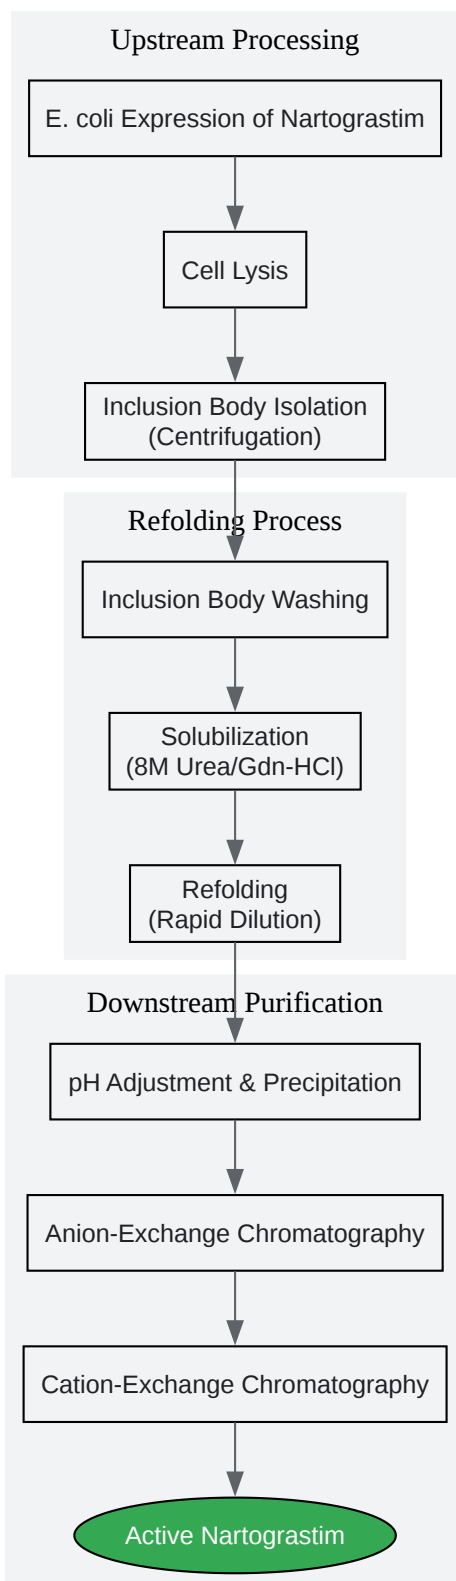 Upstream Processing
E. coli Expression of Nartograstim
Cell Lysis
Inclusion Body Isolation
(Centrifugation)
Refolding Process
Inclusion Body Washing
Solubilization
(8M Urea/Gdn-HCl)
Refolding
(Rapid Dilution)
Downstream Purification
pH Adjustment & Precipitation
Anion-Exchange Chromatography
Cation-Exchange Chromatography
Active Nartograstim